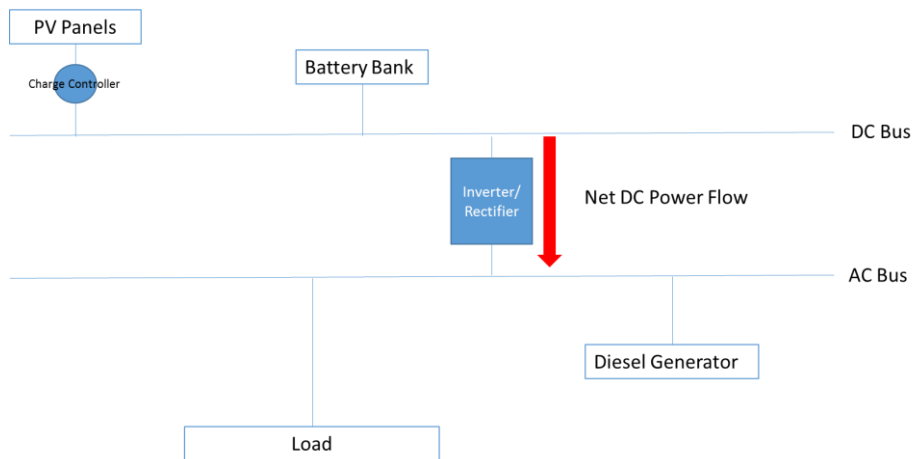 PV Panels
Charge Controller
Battery Bank
DC Bus
Inverter/
Rectifier
Net DC Power Flow
AC Bus
Diesel Generator
Load